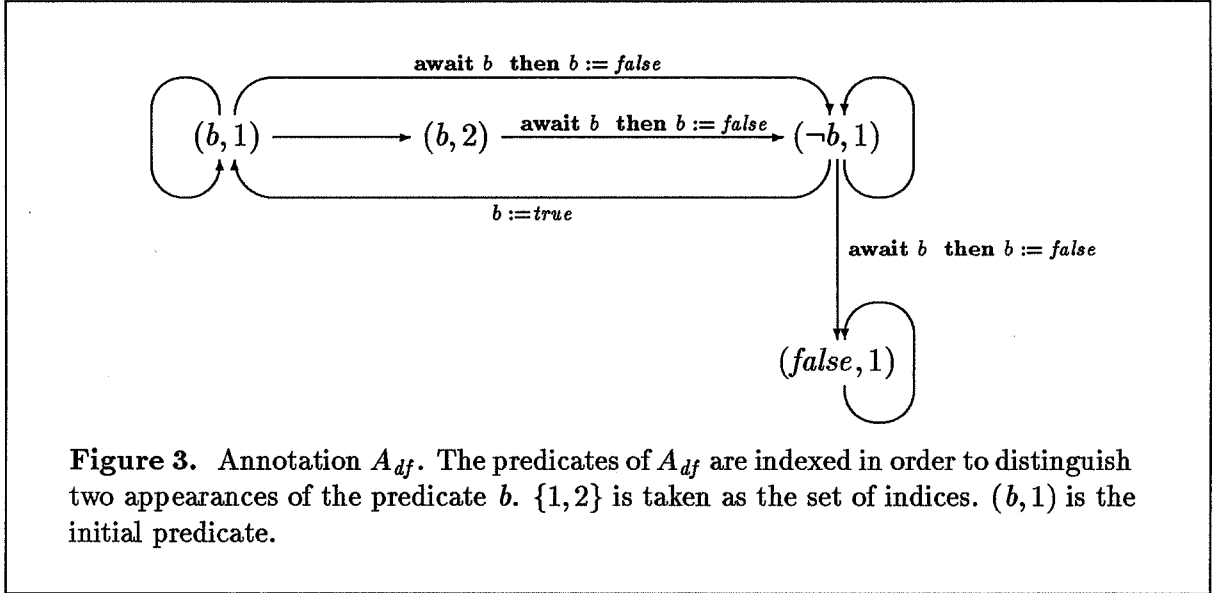 await b then b := false
(b, 1) (b, 2) await b then b := false (¬b, 1)
b := true
await b then b := false
(false, 1)
Figure 3. Annotation A_df. The predicates of A_df are indexed in order to distinguish
two appearances of the predicate b. {1, 2} is taken as the set of indices. (b, 1) is the
initial predicate.